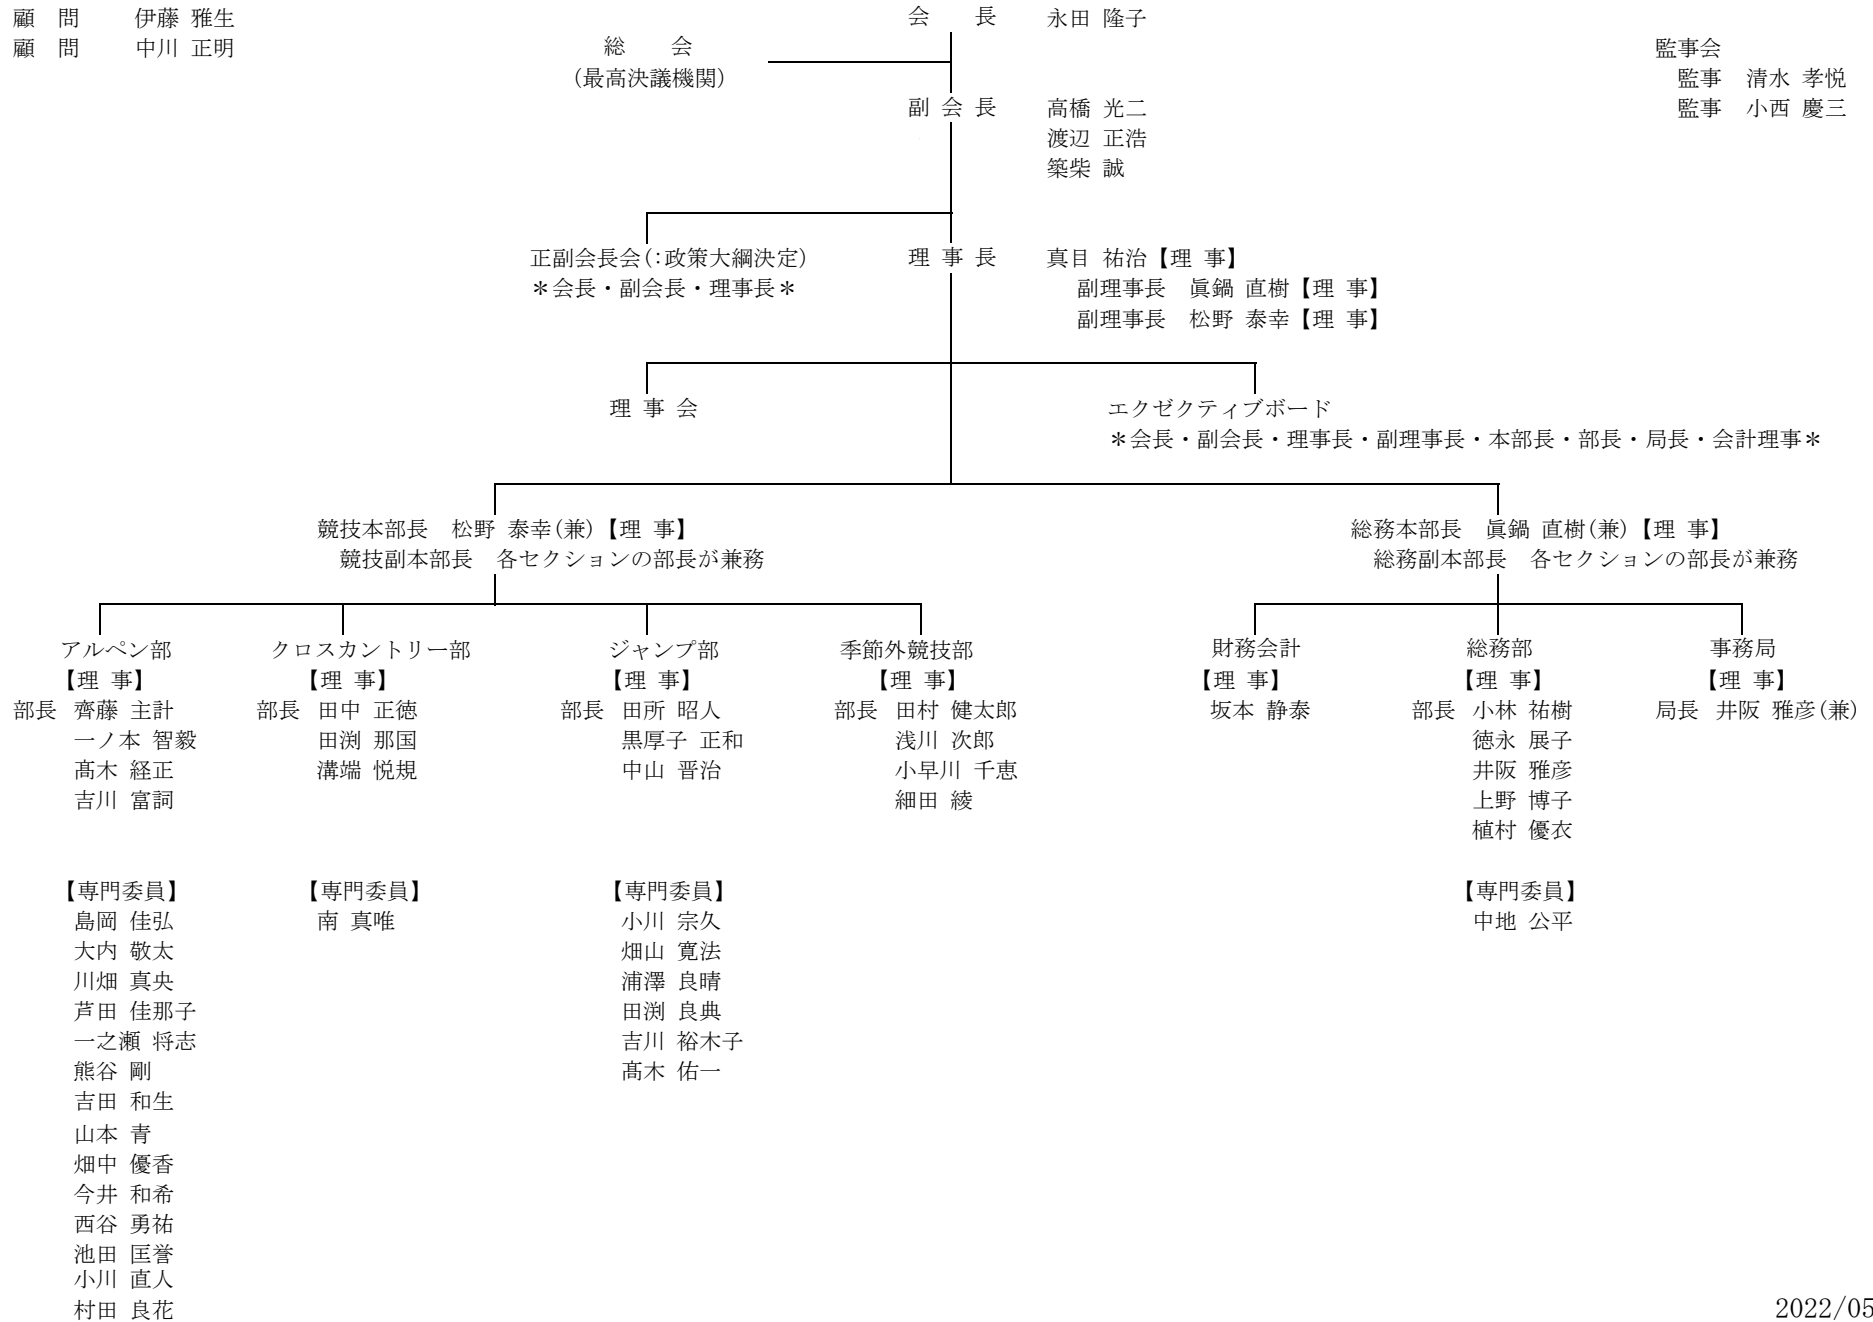 顧 問 伊藤 雅生
顧 問 中川 正明
会 長 永田 隆子
総 会
(最高決議機関)
監事会
監事 清水 孝悦
監事 小西 慶三
副 会 長 高橋 光二
渡辺 正浩
築柴 誠
正副会長会(:政策大綱決定)
＊会長・副会長・理事長＊
理 事 長 真目 祐治【理 事】
副理事長 眞鍋 直樹【理 事】
副理事長 松野 泰幸【理 事】
理 事 会
エクゼクティブボード
＊会長・副会長・理事長・副理事長・本部長・部長・局長・会計理事＊
競技本部長 松野 泰幸(兼)【理 事】
競技副本部長 各セクションの部長が兼務
総務本部長 眞鍋 直樹(兼)【理 事】
総務副本部長 各セクションの部長が兼務
アルペン部
【理 事】
部長 齊藤 主計
一ノ本 智毅
髙木 経正
吉川 富詞
【専門委員】
島岡 佳弘
大内 敬太
川畑 真央
芦田 佳那子
一之瀬 将志
熊谷 剛
吉田 和生
山本 青
畑中 優香
今井 和希
西谷 勇祐
池田 匡誉
小川 直人
村田 良花
クロスカントリー部
【理 事】
部長 田中 正徳
田渕 那国
溝端 悦規
【専門委員】
南 真唯
ジャンプ部
【理 事】
部長 田所 昭人
黒厚子 正和
中山 晋治
【専門委員】
小川 宗久
畑山 寛法
浦澤 良晴
田渕 良典
吉川 裕木子
髙木 佑一
季節外競技部
【理 事】
部長 田村 健太郎
浅川 次郎
小早川 千恵
細田 綾
財務会計
【理 事】
坂本 静泰
総務部
【理 事】
部長 小林 祐樹
徳永 展子
井阪 雅彦
上野 博子
植村 優衣
【専門委員】
中地 公平
事務局
【理 事】
局長 井阪 雅彦(兼)
2022/05